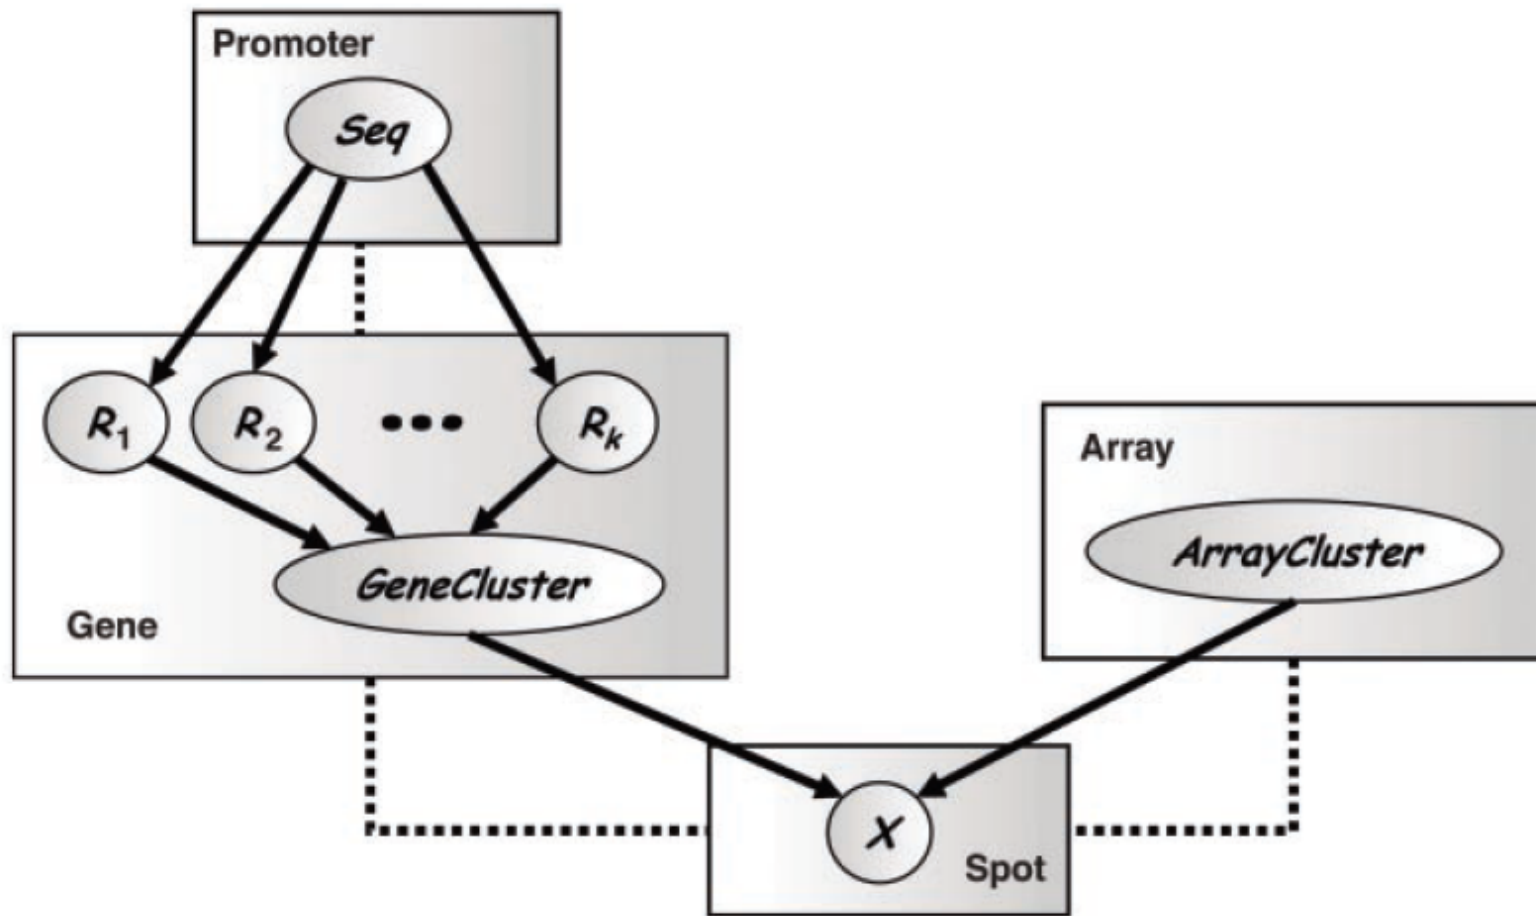 Promoter
Seq
R1
R2
•••
Rk
Array
ArrayCluster
GeneCluster
Gene
X
Spot